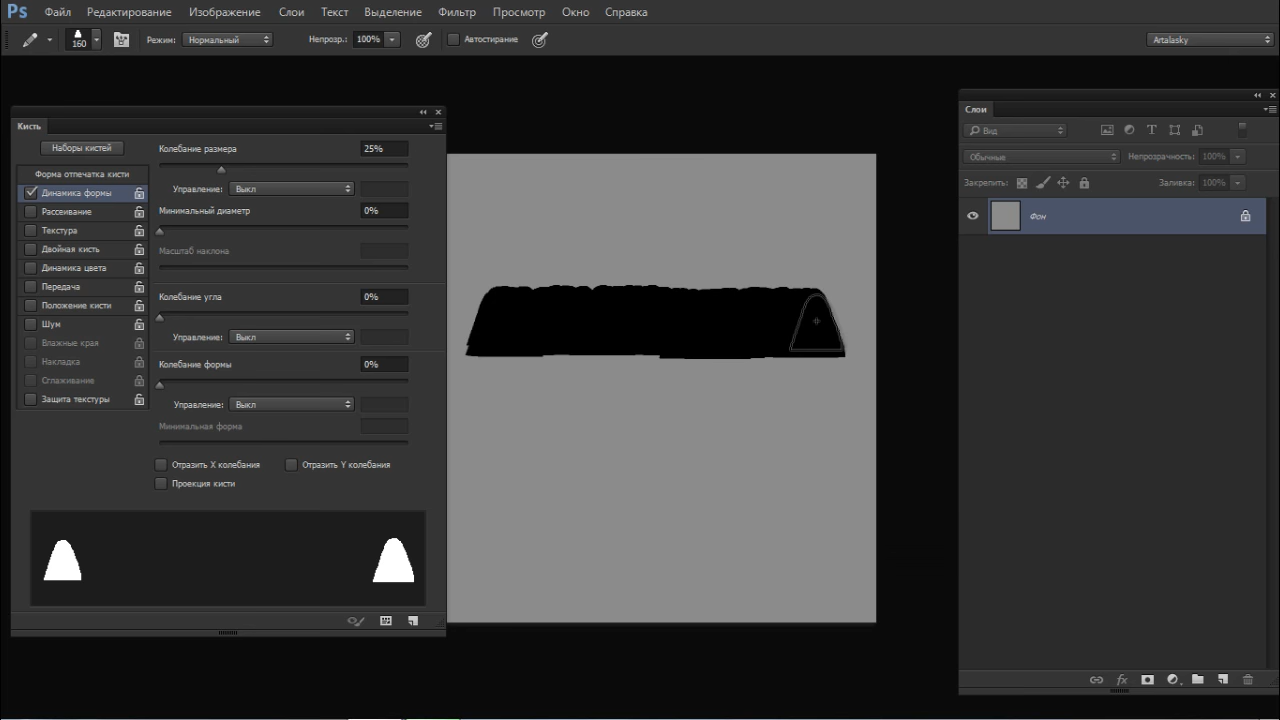 Ps Файл Редактирование Изображение Слои Текст Выделение Фильтр Просмотр Окно Справка
160 Режим: Нормальный Непрозр.: 100% Автостирание Artalasky
Кисть
Наборы кистей
Форма отпечатка кисти
Динамика формы
Рассеивание
Текстура
Двойная кисть
Динамика цвета
Передача
Положение кисти
Шум
Влажные края
Накладка
Сглаживание
Защита текстуры
Колебание размера 25%
Управление: Выкл
Минимальный диаметр 0%
Масштаб наклона
Колебание угла 0%
Управление: Выкл
Колебание формы 0%
Управление: Выкл
Минимальная форма
Отразить X колебания Отразить Y колебания
Проекция кисти
Слои
Вид
Обычные Непрозрачность: 100%
Закрепить: Заливка: 100%
Фон
fx